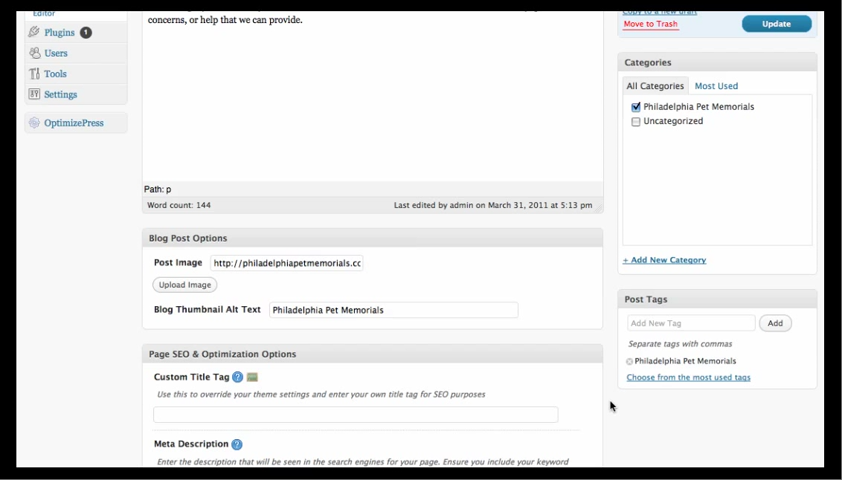 Editor
Plugins 1
Users
Tools
Settings
OptimizePress
concerns, or help that we can provide.
Path: p
Word count: 144
Last edited by admin on March 31, 2011 at 5:13 pm
Blog Post Options
Post Image http://philadelphiapetmemorials.cc
Upload Image
Blog Thumbnail Alt Text Philadelphia Pet Memorials
Page SEO & Optimization Options
Custom Title Tag ?
Use this to override your theme settings and enter your own title tag for SEO purposes
Meta Description ?
Enter the description that will be seen in the search engines for your page. Ensure you include your keyword
Copy to a new draft
Move to Trash
Update
Categories
All Categories Most Used
Philadelphia Pet Memorials
Uncategorized
+ Add New Category
Post Tags
Add New Tag Add
Separate tags with commas
Philadelphia Pet Memorials
Choose from the most used tags